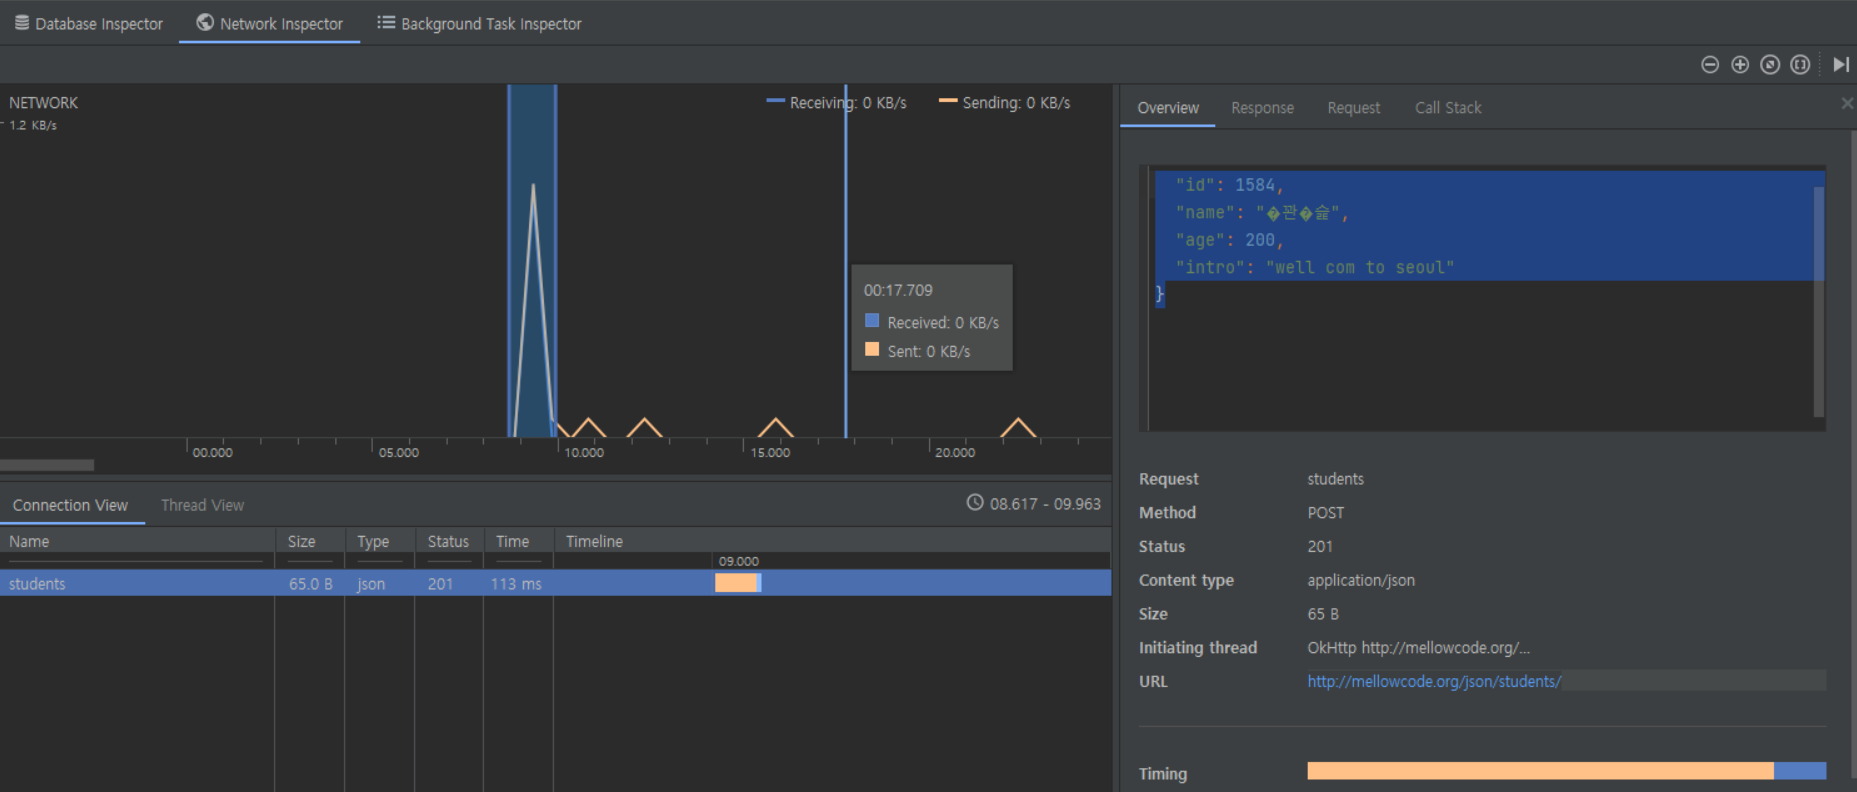 Database Inspector
Network Inspector
Background Task Inspector
NETWORK
1.2 KB/s
Receiving: 0 KB/s
Sending: 0 KB/s
00:17.709
Received: 0 KB/s
Sent: 0 KB/s
00.000
05.000
10.000
15.000
20.000
Connection View
Thread View
08.617 - 09.963
Name Size Type Status Time Timeline
09.000
students 65.0 B json 201 113 ms
Overview Response Request Call Stack
"id": 1584,
"name": "�꽌�슱",
"age": 200,
"intro": "well com to seoul"
}
Request students
Method POST
Status 201
Content type application/json
Size 65 B
Initiating thread OkHttp http://mellowcode.org/...
URL http://mellowcode.org/json/students/
Timing